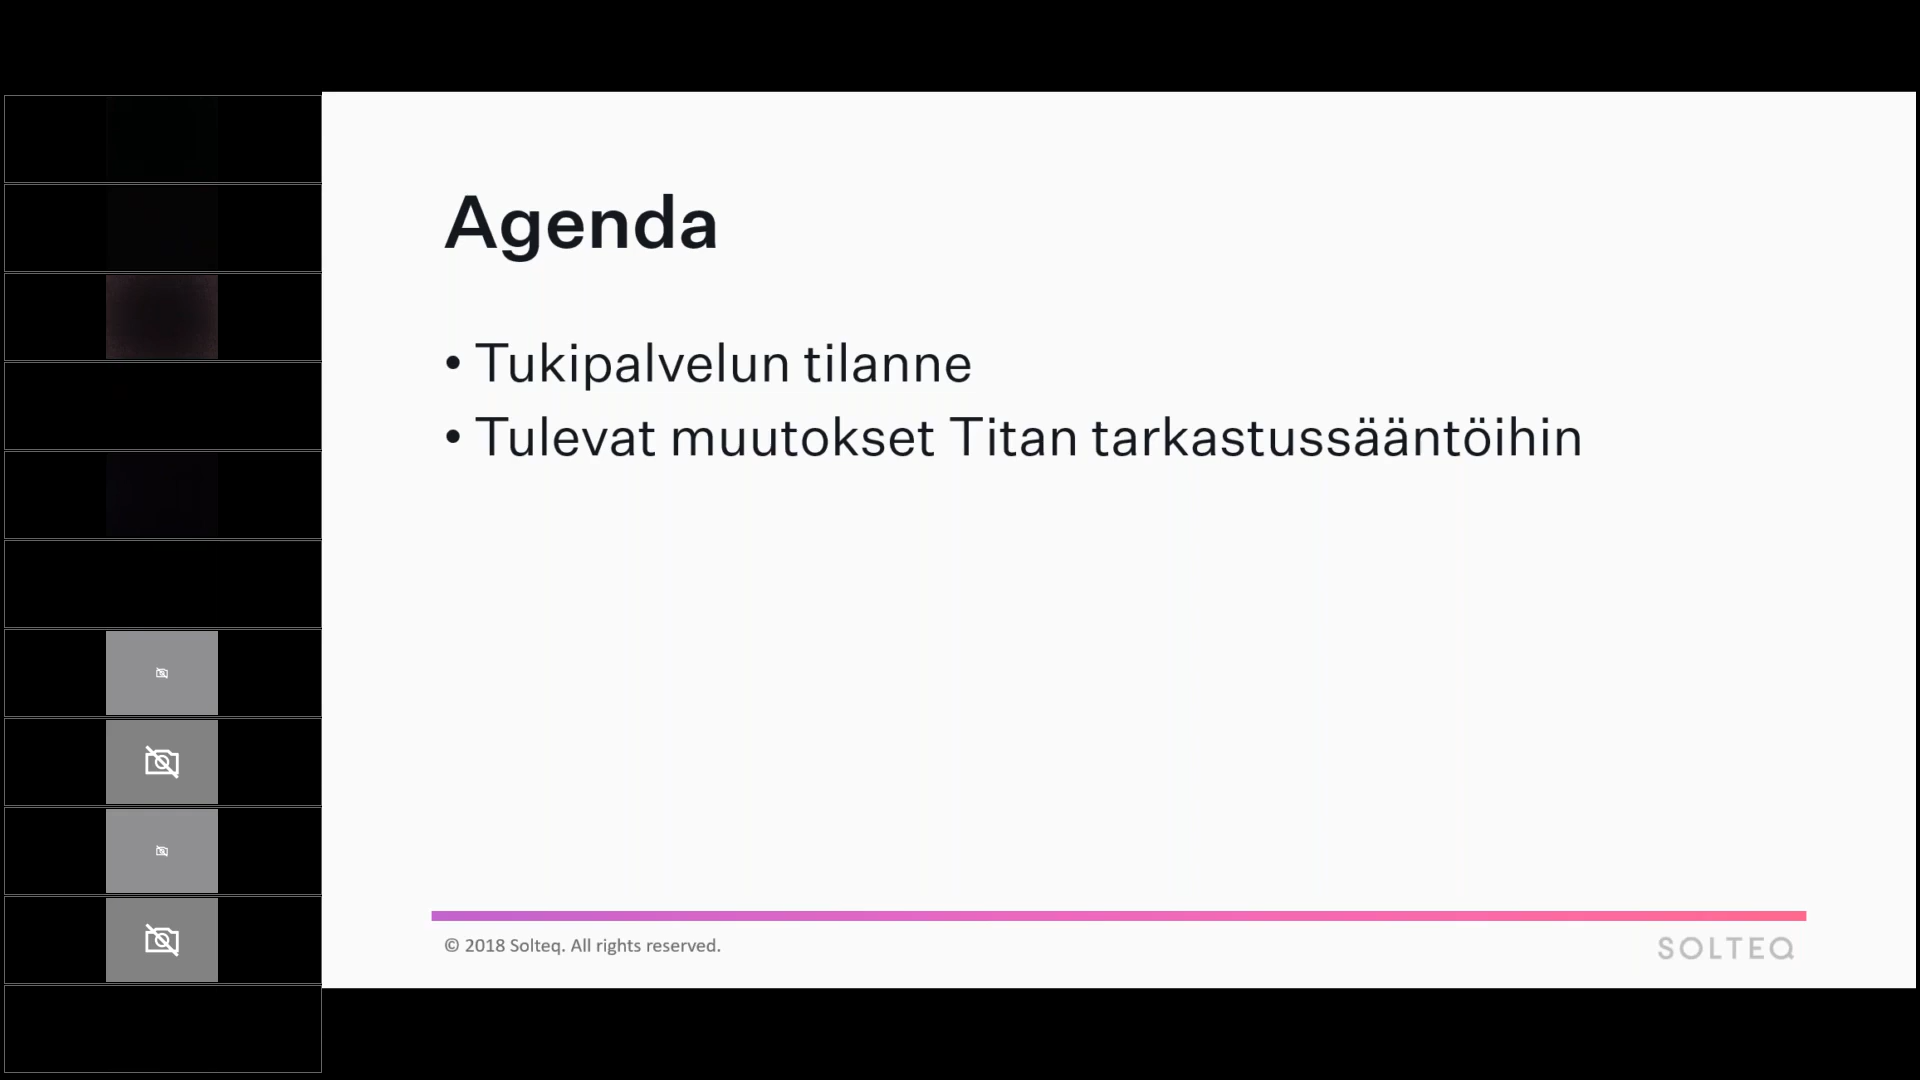 Agenda
• Tukipalvelun tilanne
• Tulevat muutokset Titan tarkastussääntöihin
© 2018 Solteq. All rights reserved.
SOLTEQ